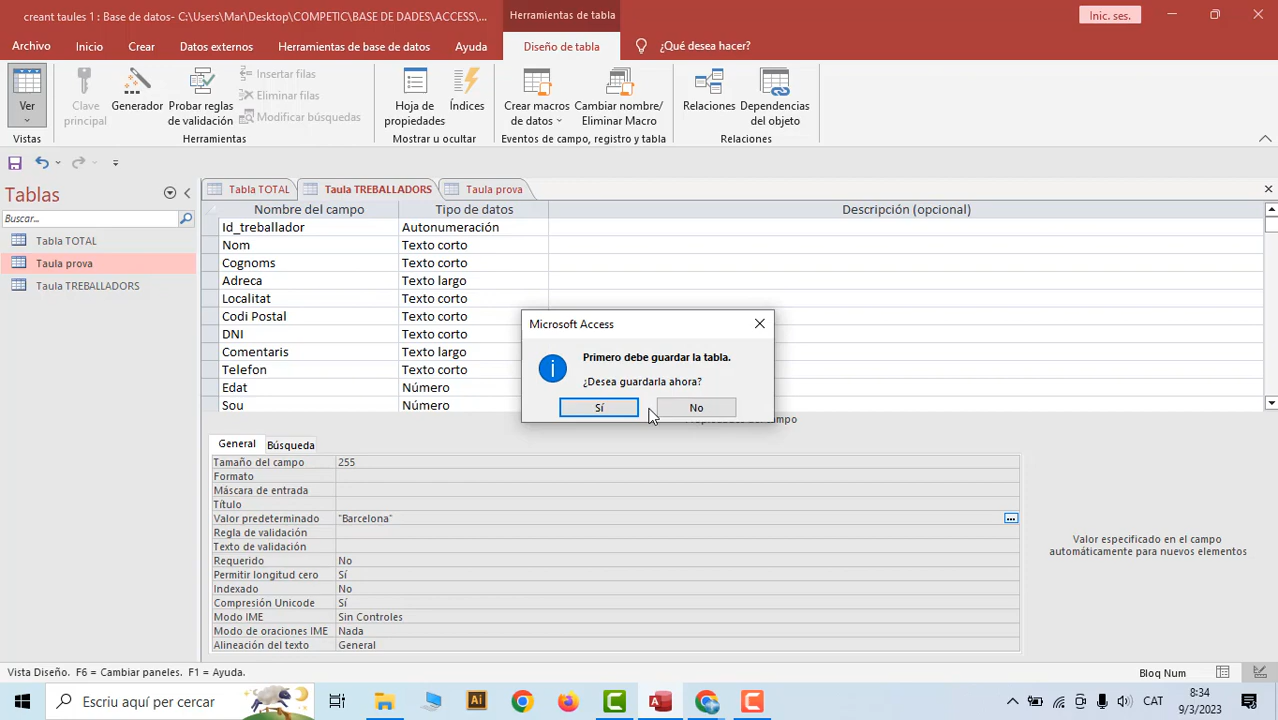 creant taules 1 : Base de datos- C:\Users\Mar\Desktop\COMPETIC\BASE DE DADES\ACCESS\...
Herramientas de tabla
Inic. ses.
Archivo Inicio Crear Datos externos Herramientas de base de datos Ayuda Diseño de tabla ¿Qué desea hacer?
Ver
Clave principal
Generador
Probar reglas de validación
Insertar filas
Eliminar filas
Modificar búsquedas
Hoja de propiedades
Índices
Crear macros de datos
Cambiar nombre/ Eliminar Macro
Relaciones
Dependencias del objeto
Vistas Herramientas Mostrar u ocultar Eventos de campo, registro y tabla Relaciones
Tablas
Buscar...
Tabla TOTAL
Taula prova
Taula TREBALLADORS
Tabla TOTAL Taula TREBALLADORS Taula prova
Nombre del campo Tipo de datos Descripción (opcional)
Id_treballador Autonumeración
Nom Texto corto
Cognoms Texto corto
Adreca Texto largo
Localitat Texto corto
Codi Postal Texto corto
DNI Texto corto
Comentaris Texto largo
Telefon Texto corto
Edat Número
Sou Número
Microsoft Access
Primero debe guardar la tabla.
¿Desea guardarla ahora?
Sí No
General Búsqueda
Tamaño del campo 255
Formato
Máscara de entrada
Título
Valor predeterminado "Barcelona"
Regla de validación
Texto de validación
Requerido No
Permitir longitud cero Sí
Indexado No
Compresión Unicode Sí
Modo IME Sin Controles
Modo de oraciones IME Nada
Alineación del texto General
Valor especificado en el campo
automáticamente para nuevos elementos
Vista Diseño. F6 = Cambiar paneles. F1 = Ayuda.
Bloq Num
Escriu aquí per cercar
Ai
CAT
8:34
9/3/2023